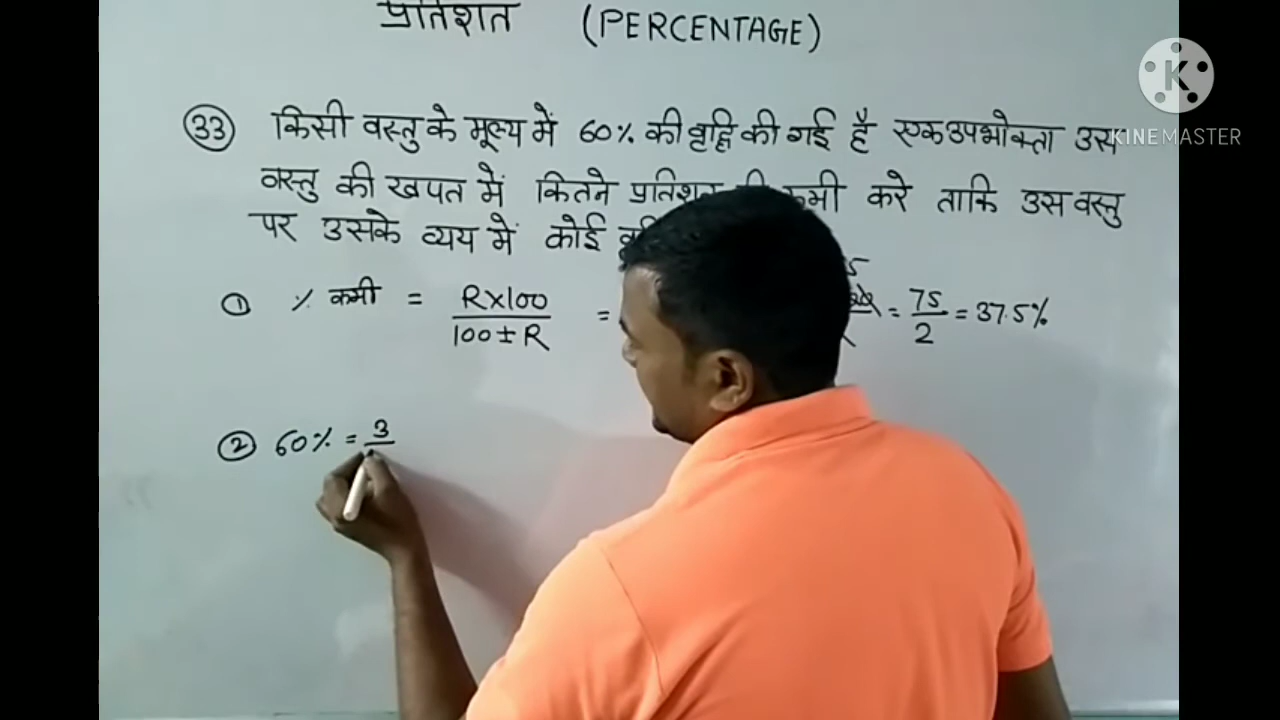 प्रतिशत (PERCENTAGE)
K
KINEMASTER
33 किसी वस्तु के मूल्य में 60% की वृद्धि की गई है एक उपभोक्ता उस
वस्तु की खपत में कितने प्रतिशत की कमी करे ताकि उस वस्तु
पर उसके व्यय में कोई
1 % कमी = R×100 / 100±R = = 75 / 2 = 37.5%
2 60% = 3